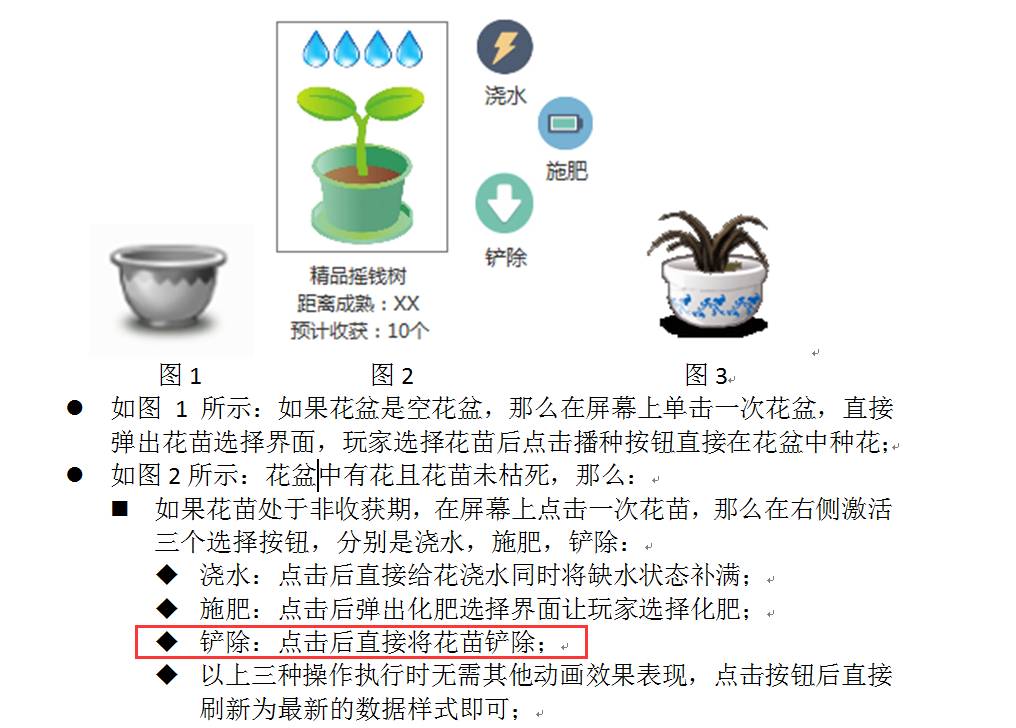 浇水
施肥
铲除
精品摇钱树
距离成熟：XX
预计收获：10个
图 1
图 2
图 3
● 如图 1 所示：如果花盆是空花盆，那么在屏幕上单击一次花盆，直接
弹出花苗选择界面，玩家选择花苗后点击播种按钮直接在花盆中种花；
● 如图 2 所示：花盆中有花且花苗未枯死，那么：
■ 如果花苗处于非收获期，在屏幕上点击一次花苗，那么在右侧激活
三个选择按钮，分别是浇水，施肥，铲除：
◆ 浇水：点击后直接给花浇水同时将缺水状态补满；
◆ 施肥：点击后弹出化肥选择界面让玩家选择化肥；
◆ 铲除：点击后直接将花苗铲除；
◆ 以上三种操作执行时无需其他动画效果表现，点击按钮后直接
刷新为最新的数据样式即可；